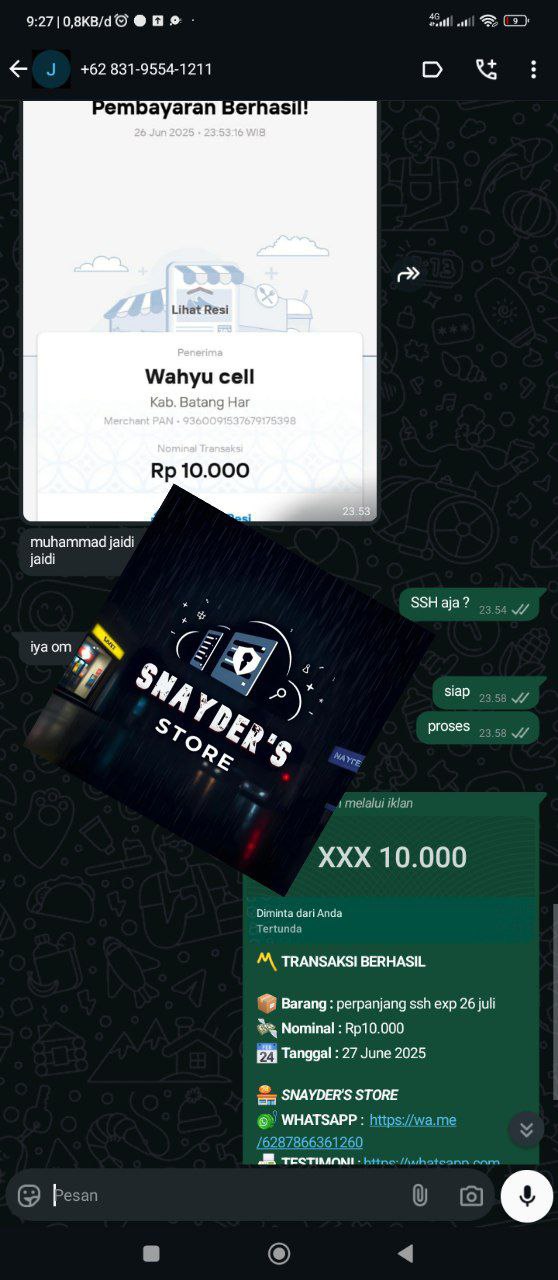 9:27 | 0,8KB/d
4G
9
J
+62 831-9554-1211
Pembayaran Berhasil!
26 Jun 2025 • 23:53:16 WIB
Lihat Resi
Penerima
Wahyu cell
Kab. Batang Har
Merchant PAN • 9360091537679175398
Nominal Transaksi
Rp 10.000
Resi
23.53
muhammad jaidi
jaidi
SSH aja ? 23.54
iya om
siap 23.58
proses 23.58
SNAYDER'S
STORE
melalui iklan
XXX 10.000
Diminta dari Anda
Tertunda
TRANSAKSI BERHASIL
Barang : perpanjang ssh exp 26 juli
Nominal : Rp10.000
24 Tanggal : 27 June 2025
SNAYDER'S STORE
WHATSAPP : https://wa.me
/6287866361260
TESTIMONI : https://whatsapp.com
Pesan